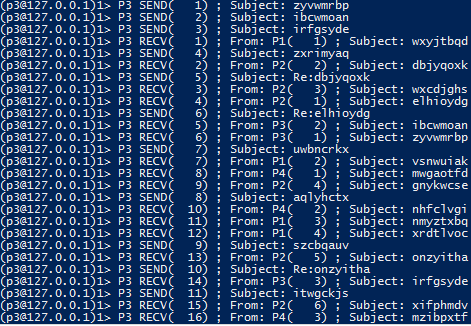 (p3@127.0.0.1)1> P3 SEND(   1) ; Subject: zyvwmrbp
(p3@127.0.0.1)1> P3 SEND(   2) ; Subject: ibcwmoan
(p3@127.0.0.1)1> P3 SEND(   3) ; Subject: irfgsyde
(p3@127.0.0.1)1> P3 RECV(   1) ; From: P1(   1) ; Subject: wxyjtbqd
(p3@127.0.0.1)1> P3 SEND(   4) ; Subject: zxrimyaq
(p3@127.0.0.1)1> P3 RECV(   2) ; From: P2(   2) ; Subject: dbjyqoxk
(p3@127.0.0.1)1> P3 SEND(   5) ; Subject: Re:dbjyqoxk
(p3@127.0.0.1)1> P3 RECV(   3) ; From: P2(   3) ; Subject: wxcdjghs
(p3@127.0.0.1)1> P3 RECV(   4) ; From: P2(   1) ; Subject: elhioydg
(p3@127.0.0.1)1> P3 SEND(   6) ; Subject: Re:elhioydg
(p3@127.0.0.1)1> P3 RECV(   5) ; From: P3(   2) ; Subject: ibcwmoan
(p3@127.0.0.1)1> P3 RECV(   6) ; From: P3(   1) ; Subject: zyvwmrbp
(p3@127.0.0.1)1> P3 SEND(   7) ; Subject: uwbncrkx
(p3@127.0.0.1)1> P3 RECV(   7) ; From: P1(   2) ; Subject: vsnwuiak
(p3@127.0.0.1)1> P3 RECV(   8) ; From: P4(   1) ; Subject: mwgaotfd
(p3@127.0.0.1)1> P3 RECV(   9) ; From: P2(   4) ; Subject: gnykwcse
(p3@127.0.0.1)1> P3 SEND(   8) ; Subject: aqlyhctx
(p3@127.0.0.1)1> P3 RECV(  10) ; From: P4(   2) ; Subject: nhfclvgi
(p3@127.0.0.1)1> P3 RECV(  11) ; From: P1(   3) ; Subject: nmyztxbq
(p3@127.0.0.1)1> P3 RECV(  12) ; From: P1(   4) ; Subject: xrdtlvoc
(p3@127.0.0.1)1> P3 SEND(   9) ; Subject: szcbqauv
(p3@127.0.0.1)1> P3 RECV(  13) ; From: P2(   5) ; Subject: onzyitha
(p3@127.0.0.1)1> P3 SEND(  10) ; Subject: Re:onzyitha
(p3@127.0.0.1)1> P3 RECV(  14) ; From: P3(   3) ; Subject: irfgsyde
(p3@127.0.0.1)1> P3 SEND(  11) ; Subject: itwgckjs
(p3@127.0.0.1)1> P3 RECV(  15) ; From: P2(   6) ; Subject: xifphmdv
(p3@127.0.0.1)1> P3 RECV(  16) ; From: P4(   3) ; Subject: mzibpxtf